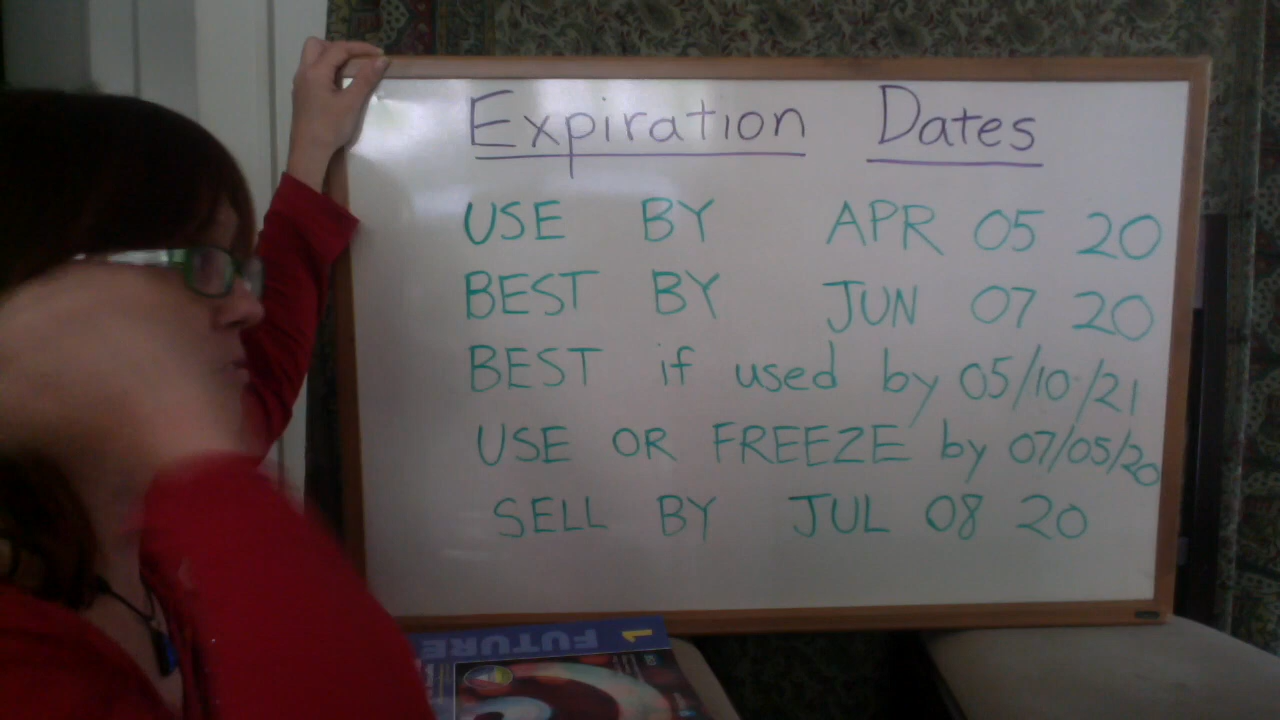 Expiration Dates
USE BY APR 05 20
BEST BY JUN 07 20
BEST if used by 05/10/21
USE OR FREEZE by 07/05/20
SELL BY JUL 08 20
FUTURE 1